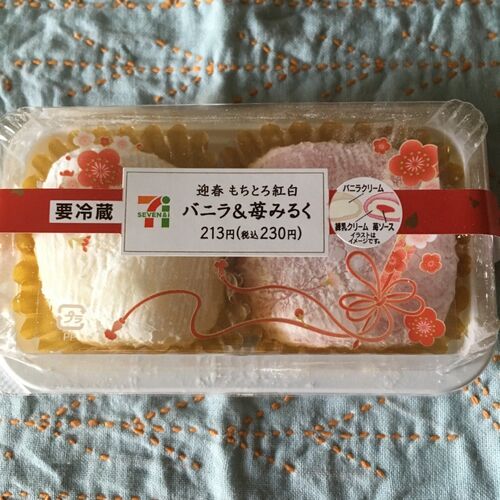 要冷蔵
SEVEN&i
迎春 もちとろ紅白
バニラ&苺みるく
213円(税込230円)
バニラクリーム
練乳クリーム 苺ソース
イラストは
イメージです。
プラ